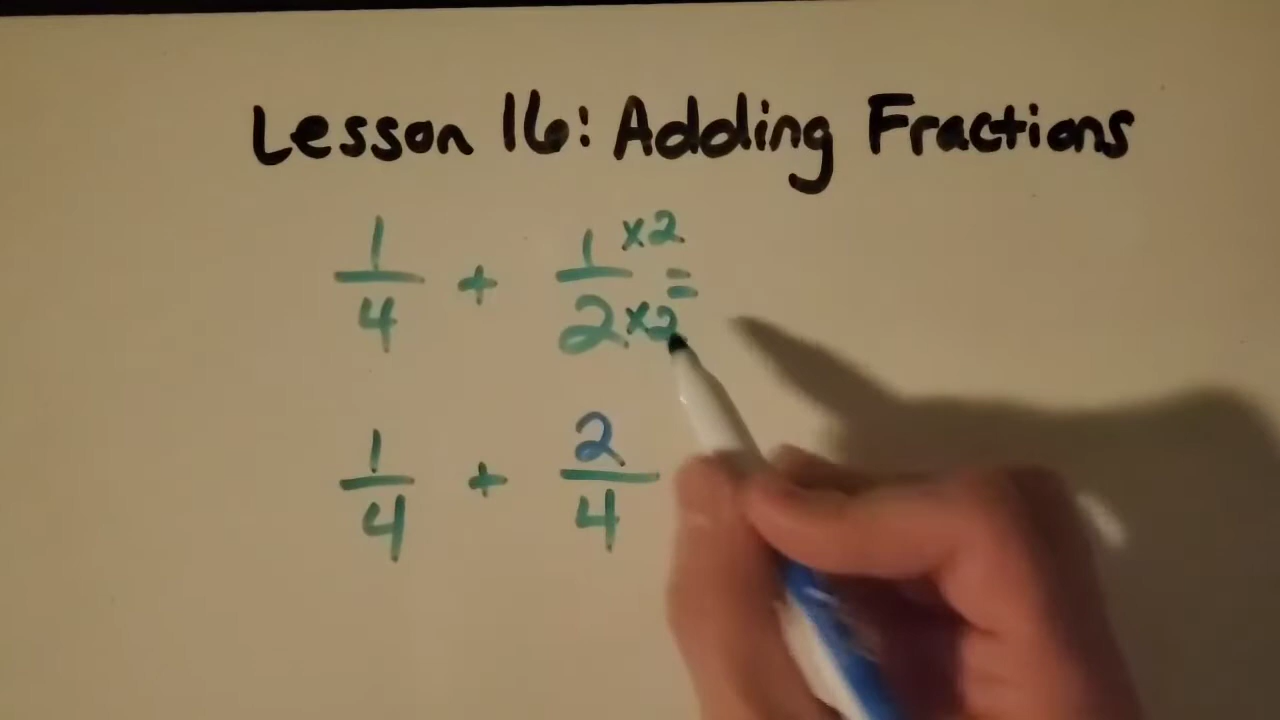 Lesson 16: Adding Fractions
1/4 + 1×2/2×2 =
1/4 + 2/4